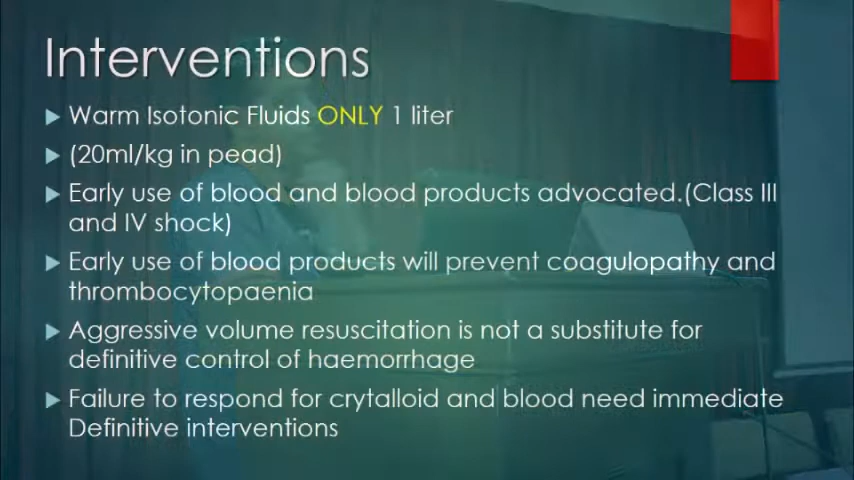 Interventions
Warm Isotonic Fluids ONLY 1 liter
(20ml/kg in pead)
Early use of blood and blood products advocated.(Class III
and IV shock)
Early use of blood products will prevent coagulopathy and
thrombocytopaenia
Aggressive volume resuscitation is not a substitute for
definitive control of haemorrhage
Failure to respond for crytalloid and blood need immediate
Definitive interventions